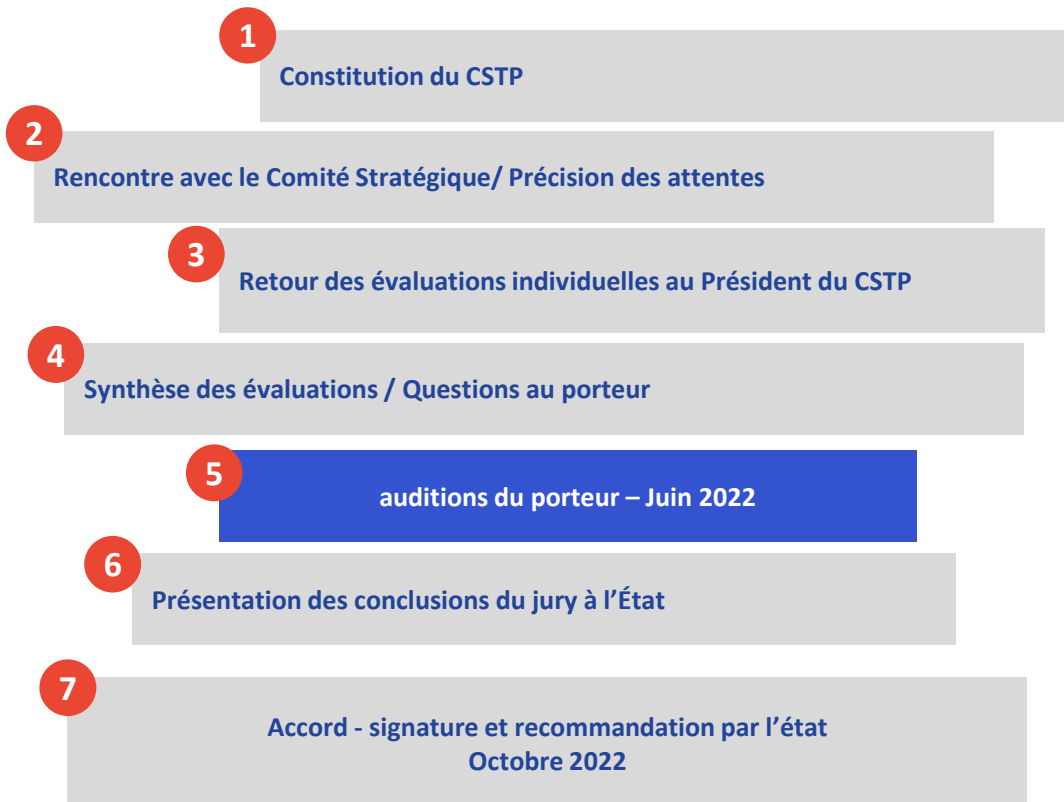 1
Constitution du CSTP
2
Rencontre avec le Comité Stratégique/ Précision des attentes
3
Retour des évaluations individuelles au Président du CSTP
4
Synthèse des évaluations / Questions au porteur
5
auditions du porteur – Juin 2022
6
Présentation des conclusions du jury à l’État
7
Accord - signature et recommandation par l’état
Octobre 2022